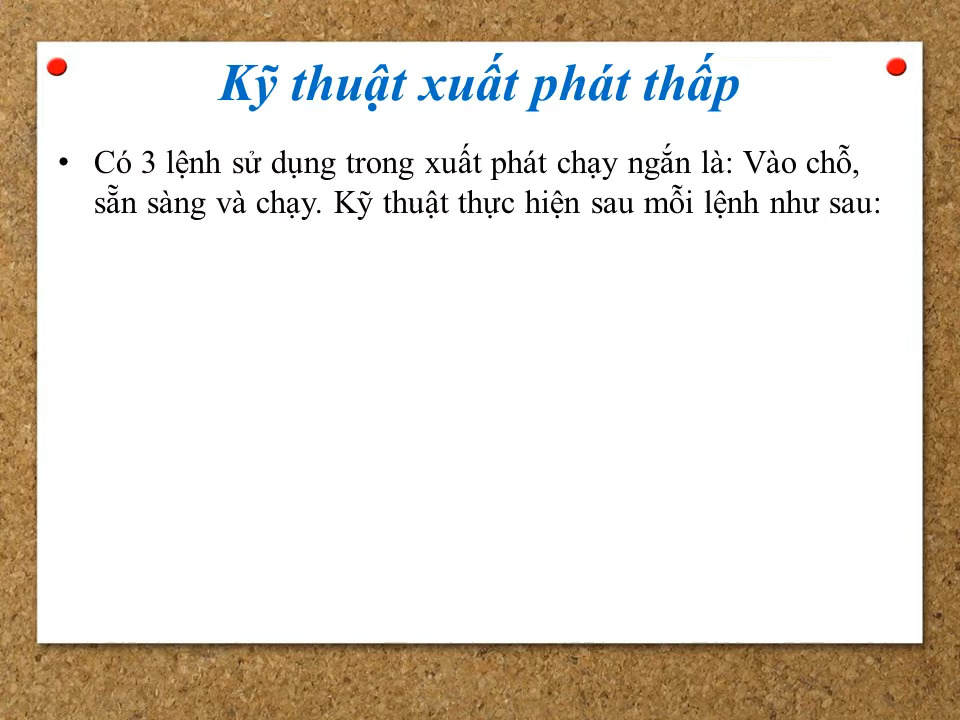 Kỹ thuật xuất phát thấp
• Có 3 lệnh sử dụng trong xuất phát chạy ngắn là: Vào chỗ,
sẵn sàng và chạy. Kỹ thuật thực hiện sau mỗi lệnh như sau: